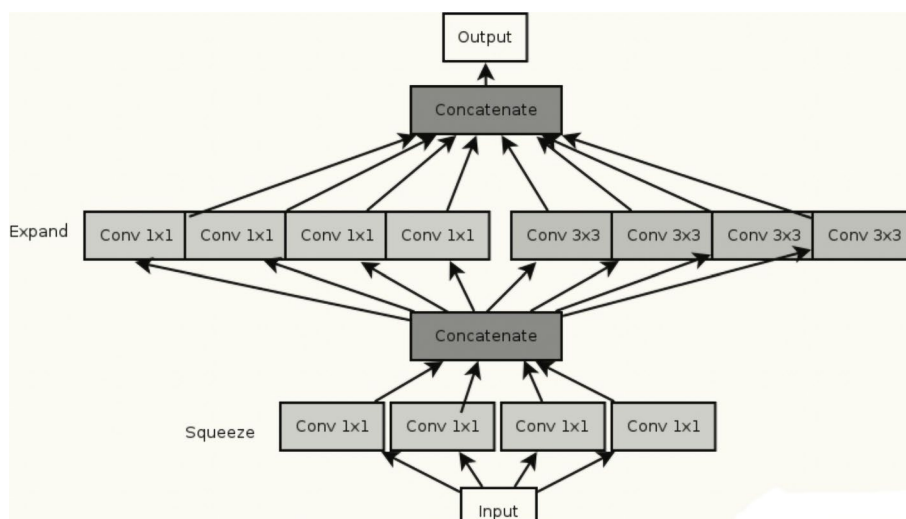 Output
Concatenate
Expand
Conv 1x1 Conv 1x1 Conv 1x1 Conv 1x1 Conv 3x3 Conv 3x3 Conv 3x3 Conv 3x3
Concatenate
Squeeze
Conv 1x1 Conv 1x1 Conv 1x1 Conv 1x1
Input